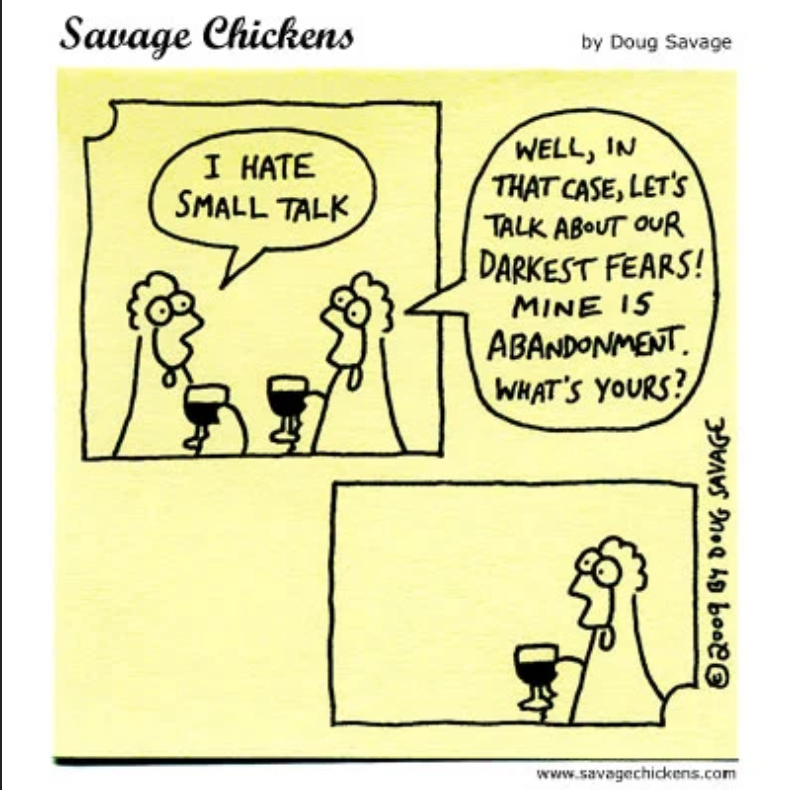 Savage Chickens
by Doug Savage
I HATE
SMALL TALK
WELL, IN
THAT CASE, LET'S
TALK ABOUT OUR
DARKEST FEARS!
MINE IS
ABANDONMENT.
WHAT'S YOURS?
©2009 BY DOUG SAVAGE
www.savagechickens.com